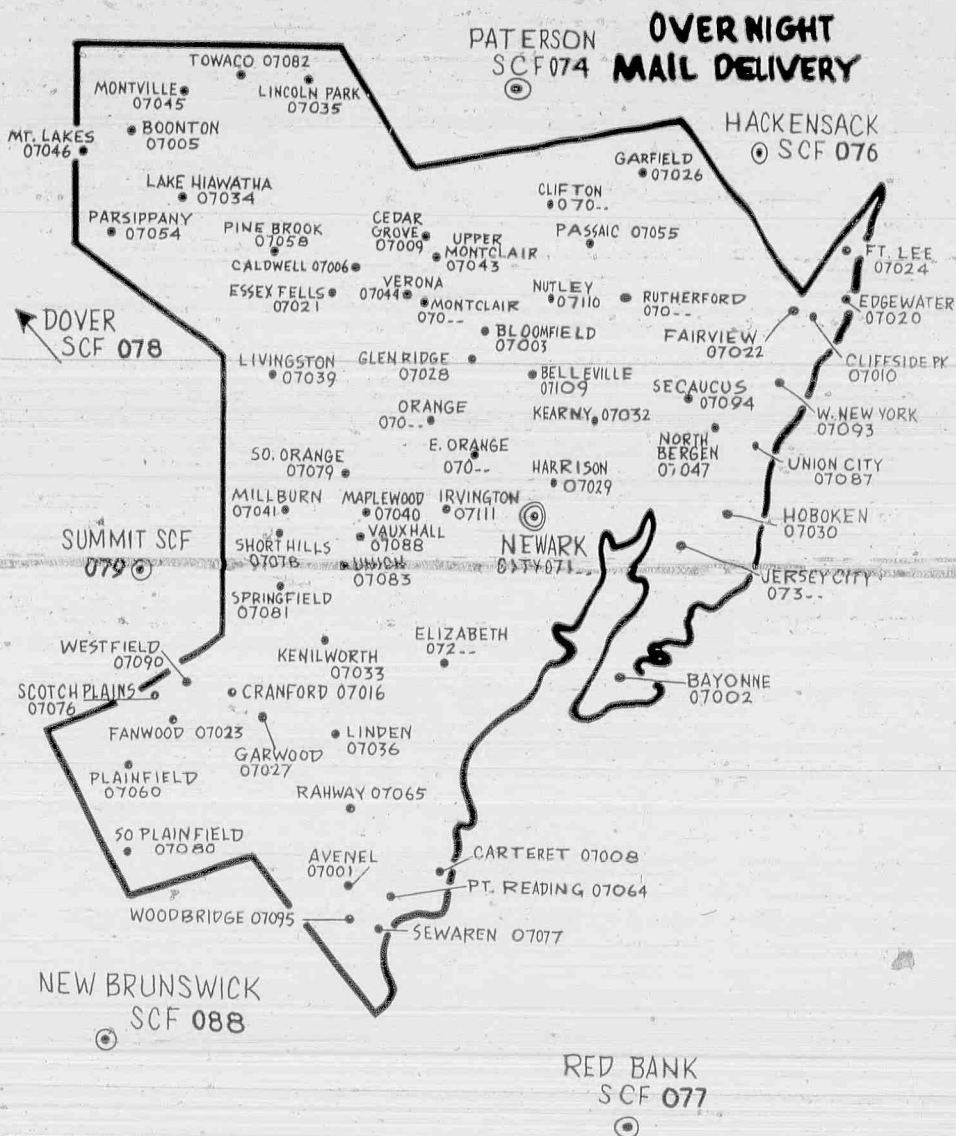 OVERNIGHT
MAIL DELIVERY
PATERSON
SCF 074
HACKENSACK
SCF 076
TOWACO 07082
MONTVILLE
07045
LINCOLN PARK
07035
BOONTON
07005
MT. LAKES
07046
GARFIELD
07026
LAKE HIAWATHA
07034
CLIFTON
070--
PARSIPPANY
07054
PINE BROOK
07058
CEDAR
GROVE
07009
UPPER
MONTCLAIR
07043
PASSAIC 07055
FT. LEE
07024
CALDWELL 07006
ESSEX FELLS
07021
VERONA
07044
MONTCLAIR
070--
NUTLEY
07110
RUTHERFORD
070--
EDGEWATER
07020
DOVER
SCF 078
BLOOMFIELD
07003
FAIRVIEW
07022
CLIFFSIDE PK
07010
LIVINGSTON
07039
GLEN RIDGE
07028
BELLEVILLE
07109
SECAUCUS
07094
W. NEW YORK
07093
ORANGE
070--
KEARNY 07032
SO. ORANGE
07079
E. ORANGE
070--
NORTH
BERGEN
07047
UNION CITY
07087
HARRISON
07029
MILLBURN
07041
MAPLEWOOD
07040
IRVINGTON
07111
HOBOKEN
07030
SUMMIT SCF
079
SHORT HILLS
07078
VAUXHALL
07088
NEWARK
CITY 071--
UNION
07083
JERSEY CITY
073--
SPRINGFIELD
07081
WESTFIELD
07090
KENILWORTH
07033
ELIZABETH
072--
SCOTCH PLAINS
07076
CRANFORD 07016
BAYONNE
07002
FANWOOD 07023
GARWOOD
07027
LINDEN
07036
PLAINFIELD
07060
RAHWAY 07065
SO PLAINFIELD
07080
AVENEL
07001
CARTERET 07008
PT. READING 07064
WOODBRIDGE 07095
SEWAREN 07077
NEW BRUNSWICK
SCF 088
RED BANK
SCF 077